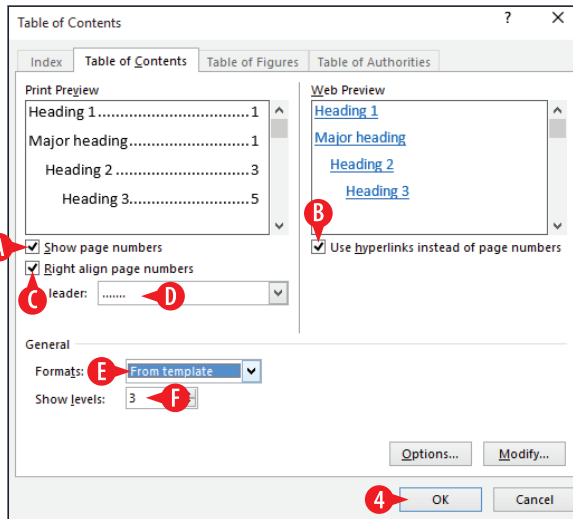 Table of Contents ? ×
Index Table of Contents Table of Figures Table of Authorities
Print Preview
Heading 1..............................1
Major heading.........................1
Heading 2 ...........................3
Heading 3.........................5
Web Preview
Heading 1
Major heading
Heading 2
Heading 3
A Show page numbers
B Use hyperlinks instead of page numbers
C Right align page numbers
leader: ....... D
General
Formats: E From template
Show levels: 3 F
Options... Modify...
4 OK Cancel